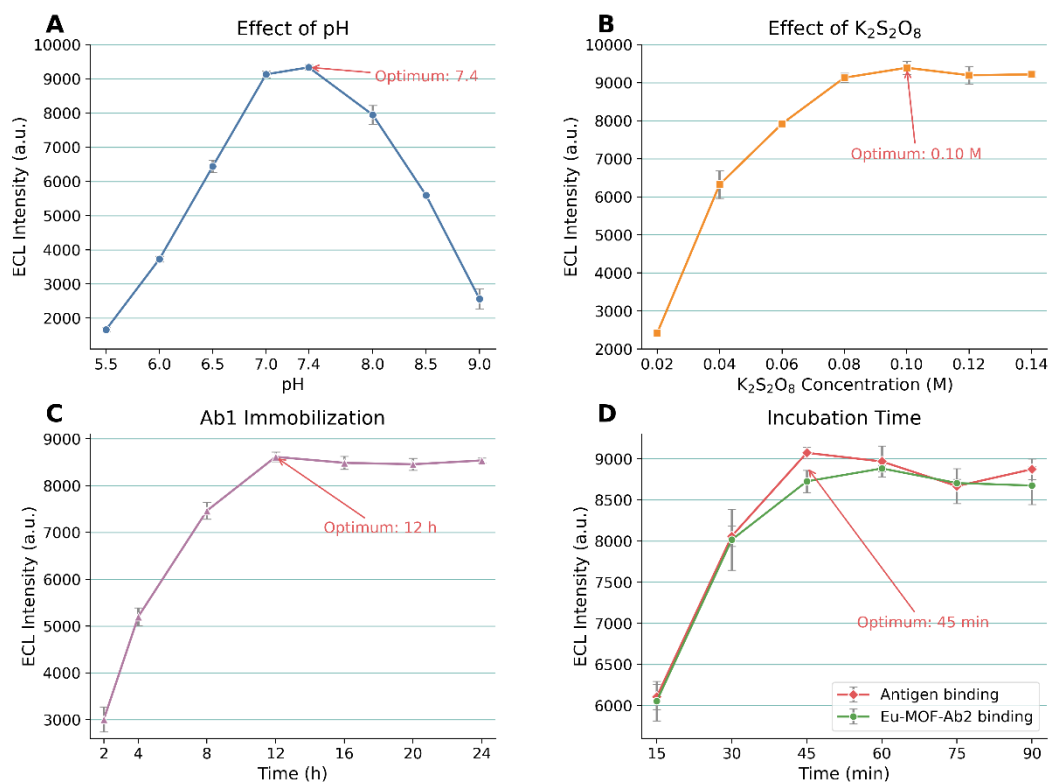 A
Effect of pH
10000
9000
8000
7000
6000
5000
4000
3000
2000
ECL Intensity (a.u.)
Optimum: 7.4
5.5 6.0 6.5 7.0 7.4 8.0 8.5 9.0
pH
B
Effect of K₂S₂O₈
10000
9000
8000
7000
6000
5000
4000
3000
2000
ECL Intensity (a.u.)
Optimum: 0.10 M
0.02 0.04 0.06 0.08 0.10 0.12 0.14
K₂S₂O₈ Concentration (M)
C
Ab1 Immobilization
9000
8000
7000
6000
5000
4000
3000
ECL Intensity (a.u.)
Optimum: 12 h
2 4 8 12 16 20 24
Time (h)
D
Incubation Time
9000
8500
8000
7500
7000
6500
6000
ECL Intensity (a.u.)
Optimum: 45 min
Antigen binding
Eu-MOF-Ab2 binding
15 30 45 60 75 90
Time (min)